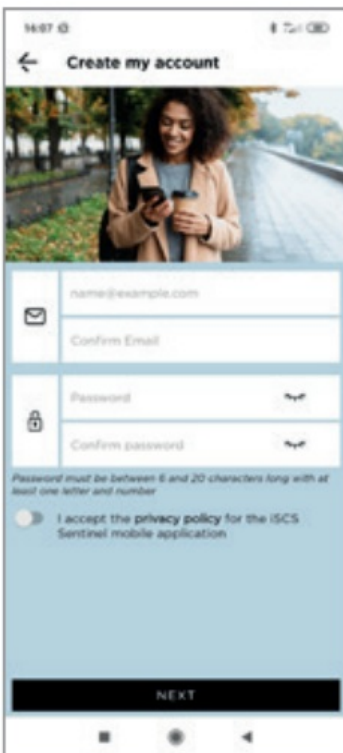 16:07
Create my account
name@example.com
Confirm Email
Password
Confirm password
Password must be between 6 and 20 characters long with at
least one letter and number
I accept the privacy policy for the iSCS
Sentinel mobile application
NEXT